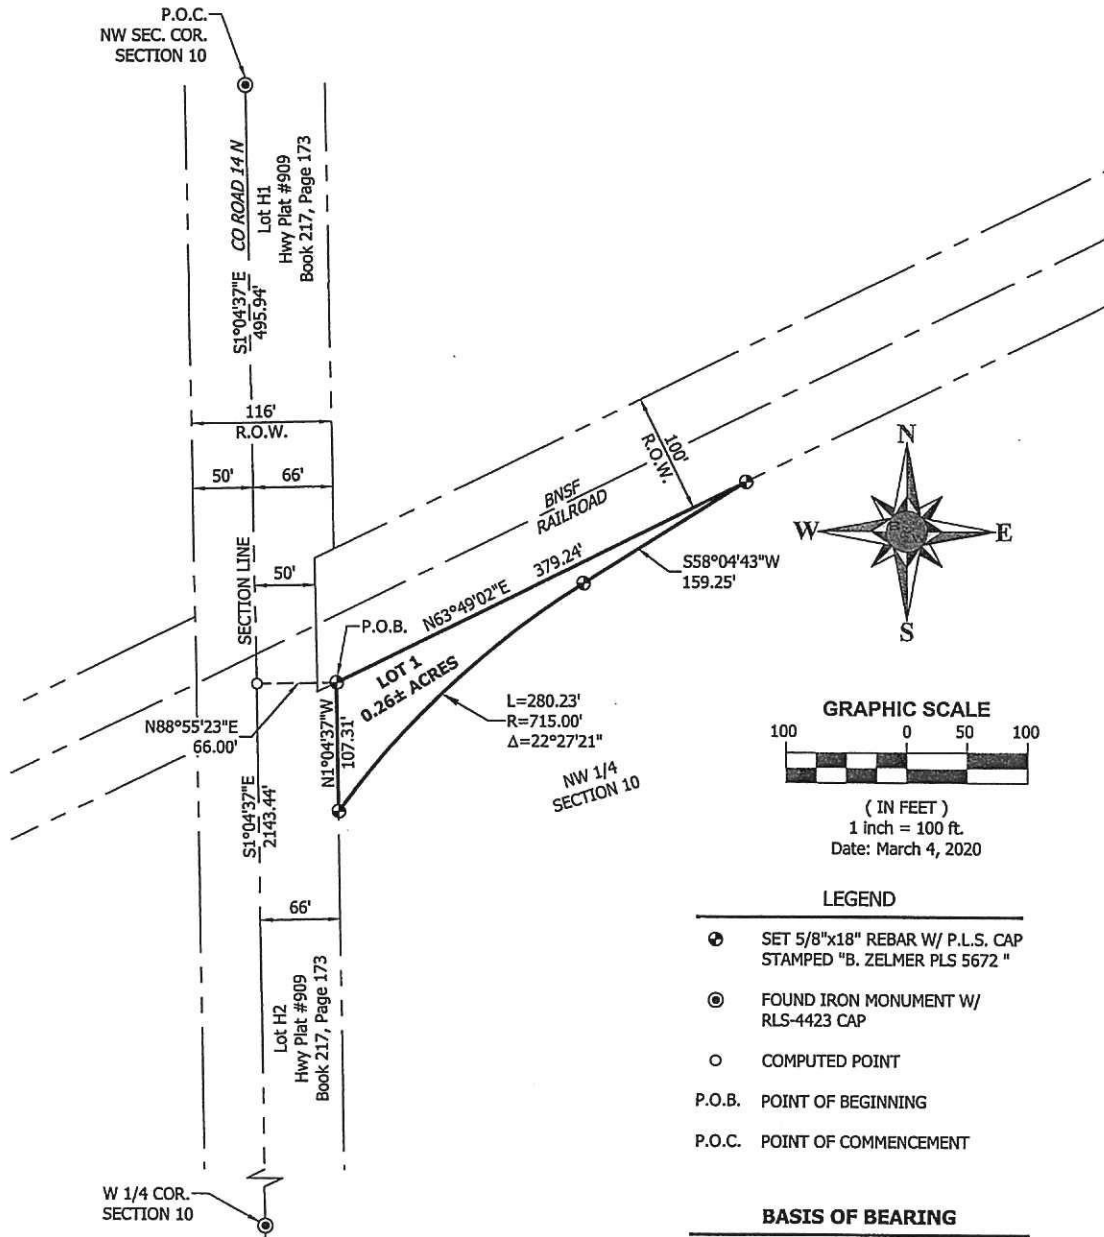 P.O.C.
NW SEC. COR.
SECTION 10
CO ROAD 14 N
Lot H1
Hwy Plat #909
Book 217, Page 173
S1°04'37"E
495.94'
116'
R.O.W.
50'
66'
100'
R.O.W.
BNSF
RAILROAD
N
W
E
S
SECTION LINE
50'
P.O.B.
N63°49'02"E 379.24'
S58°04'43"W
159.25'
LOT 1
0.26± ACRES
N88°55'23"E
66.00'
N1°04'37"W
107.31'
L=280.23'
R=715.00'
Δ=22°27'21"
NW 1/4
SECTION 10
S1°04'37"E
2143.44'
66'
Lot H2
Hwy Plat #909
Book 217, Page 173
W 1/4 COR.
SECTION 10
GRAPHIC SCALE
100 0 50 100
( IN FEET )
1 inch = 100 ft.
Date: March 4, 2020
LEGEND
SET 5/8"x18" REBAR W/ P.L.S. CAP
STAMPED "B. ZELMER PLS 5672 "
FOUND IRON MONUMENT W/
RLS-4423 CAP
COMPUTED POINT
P.O.B. POINT OF BEGINNING
P.O.C. POINT OF COMMENCEMENT
BASIS OF BEARING